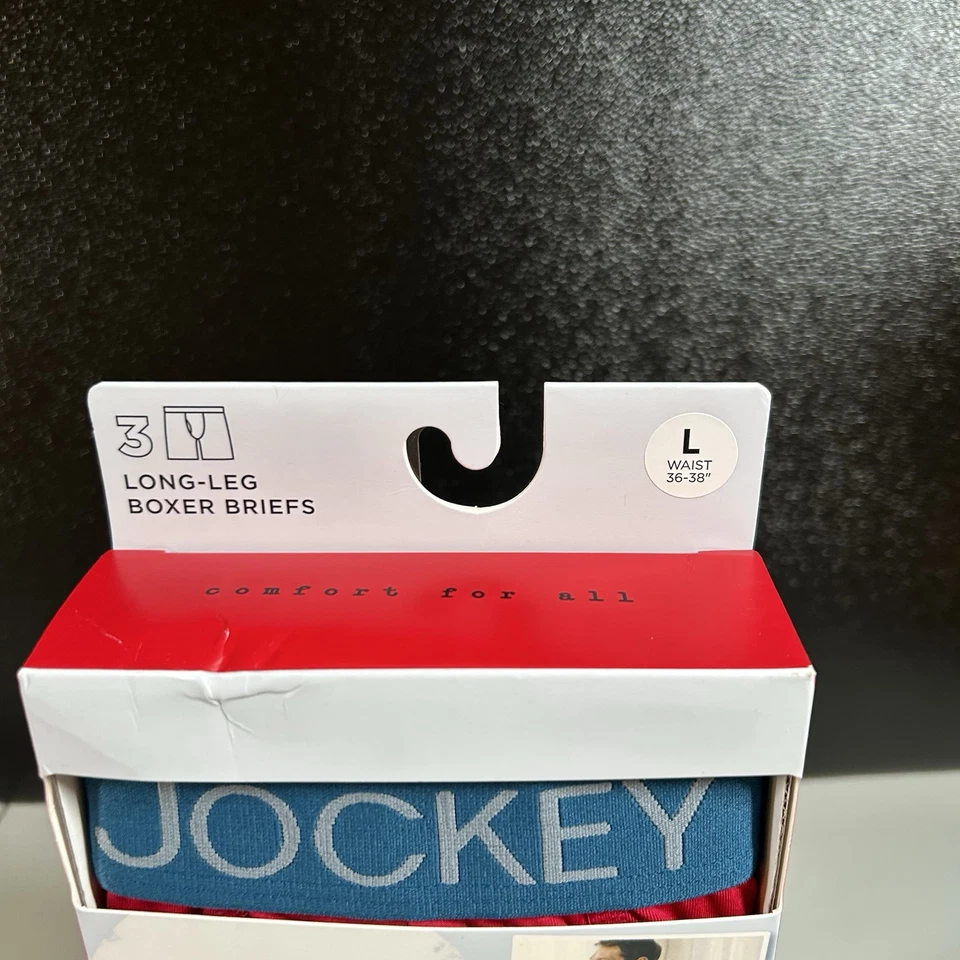 3
LONG-LEG
BOXER BRIEFS
L
WAIST
36-38"
comfort for all
JOCKEY